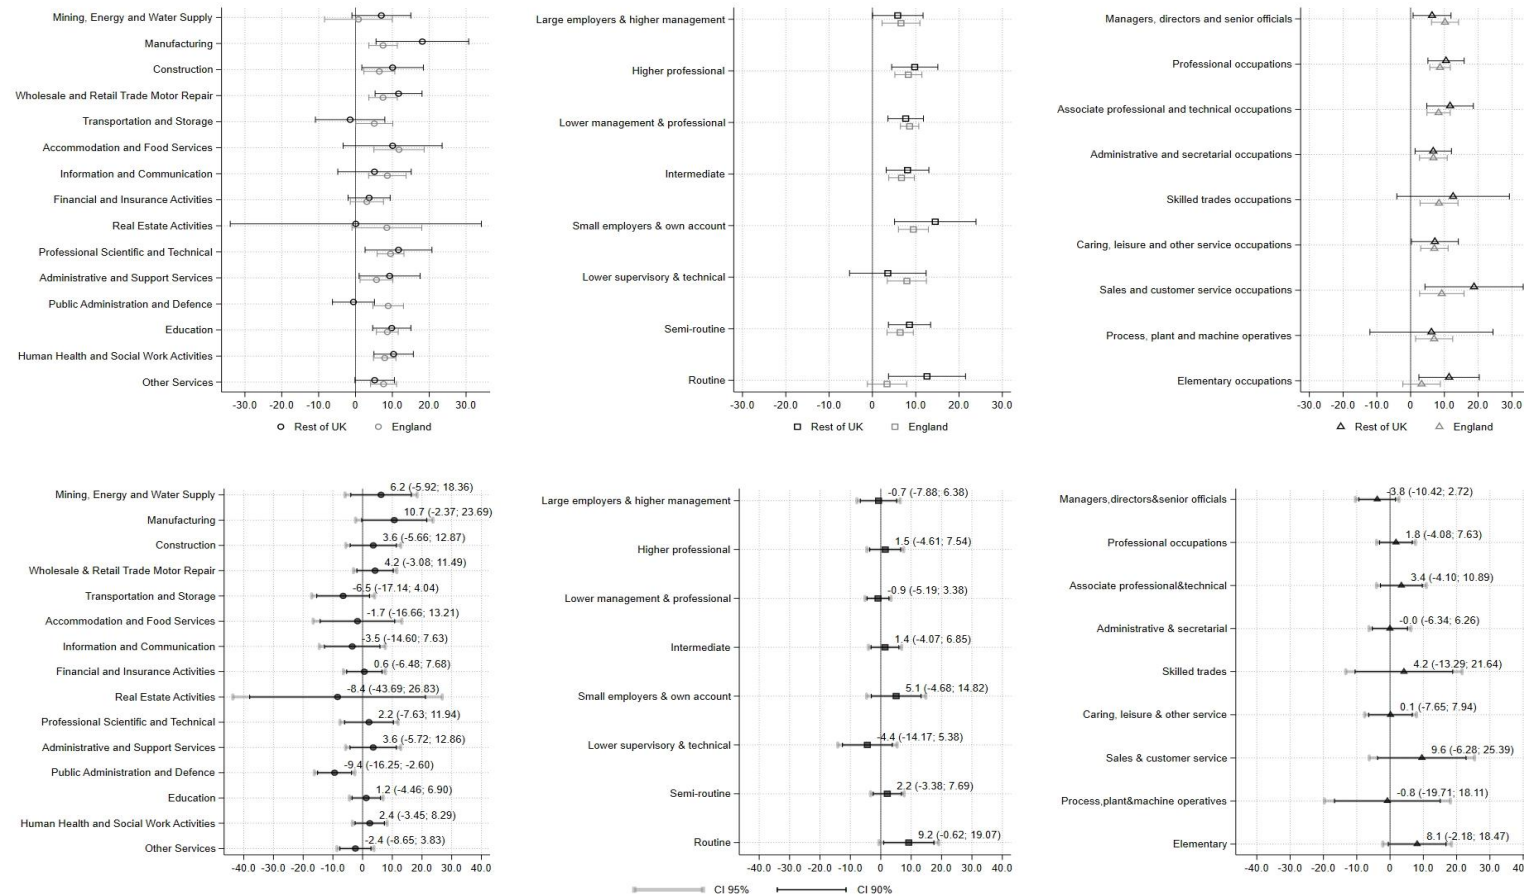 Mining, Energy and Water Supply
Manufacturing
Construction
Wholesale and Retail Trade Motor Repair
Transportation and Storage
Accommodation and Food Services
Information and Communication
Financial and Insurance Activities
Real Estate Activities
Professional Scientific and Technical
Administrative and Support Services
Public Administration and Defence
Education
Human Health and Social Work Activities
Other Services
-30.0 -20.0 -10.0 0 10.0 20.0 30.0
Rest of UK England
Large employers & higher management
Higher professional
Lower management & professional
Intermediate
Small employers & own account
Lower supervisory & technical
Semi-routine
Routine
-30.0 -20.0 -10.0 0 10.0 20.0 30.0
Rest of UK England
Managers, directors and senior officials
Professional occupations
Associate professional and technical occupations
Administrative and secretarial occupations
Skilled trades occupations
Caring, leisure and other service occupations
Sales and customer service occupations
Process, plant and machine operatives
Elementary occupations
-30.0 -20.0 -10.0 0 10.0 20.0 30.0
Rest of UK England
Mining, Energy and Water Supply 6.2 (-5.92; 18.36)
Manufacturing 10.7 (-2.37; 23.69)
Construction 3.6 (-5.66; 12.87)
Wholesale & Retail Trade Motor Repair 4.2 (-3.08; 11.49)
Transportation and Storage -6.5 (-17.14; 4.04)
Accommodation and Food Services -1.7 (-16.66; 13.21)
Information and Communication -3.5 (-14.60; 7.63)
Financial and Insurance Activities 0.6 (-6.48; 7.68)
Real Estate Activities -8.4 (-43.69; 26.83)
Professional Scientific and Technical 2.2 (-7.63; 11.94)
Administrative and Support Services 3.6 (-5.72; 12.86)
Public Administration and Defence -9.4 (-16.25; -2.60)
Education 1.2 (-4.46; 6.90)
Human Health and Social Work Activities 2.4 (-3.45; 8.29)
Other Services -2.4 (-8.65; 3.83)
-40.0 -30.0 -20.0 -10.0 0 10.0 20.0 30.0 40.0
Large employers & higher management -0.7 (-7.88; 6.38)
Higher professional 1.5 (-4.61; 7.54)
Lower management & professional -0.9 (-5.19; 3.38)
Intermediate 1.4 (-4.07; 6.85)
Small employers & own account 5.1 (-4.68; 14.82)
Lower supervisory & technical -4.4 (-14.17; 5.38)
Semi-routine 2.2 (-3.38; 7.69)
Routine 9.2 (-0.62; 19.07)
-40.0 -30.0 -20.0 -10.0 0 10.0 20.0 30.0 40.0
CI 95% CI 90%
Managers,directors&senior officials -3.8 (-10.42; 2.72)
Professional occupations 1.8 (-4.08; 7.63)
Associate professional&technical 3.4 (-4.10; 10.89)
Administrative & secretarial -0.0 (-6.34; 6.26)
Skilled trades 4.2 (-13.29; 21.64)
Caring, leisure & other service 0.1 (-7.65; 7.94)
Sales & customer service 9.6 (-6.28; 25.39)
Process,plant&machine operatives -0.8 (-19.71; 18.11)
Elementary 8.1 (-2.18; 18.47)
-40.0 -30.0 -20.0 -10.0 0 10.0 20.0 30.0